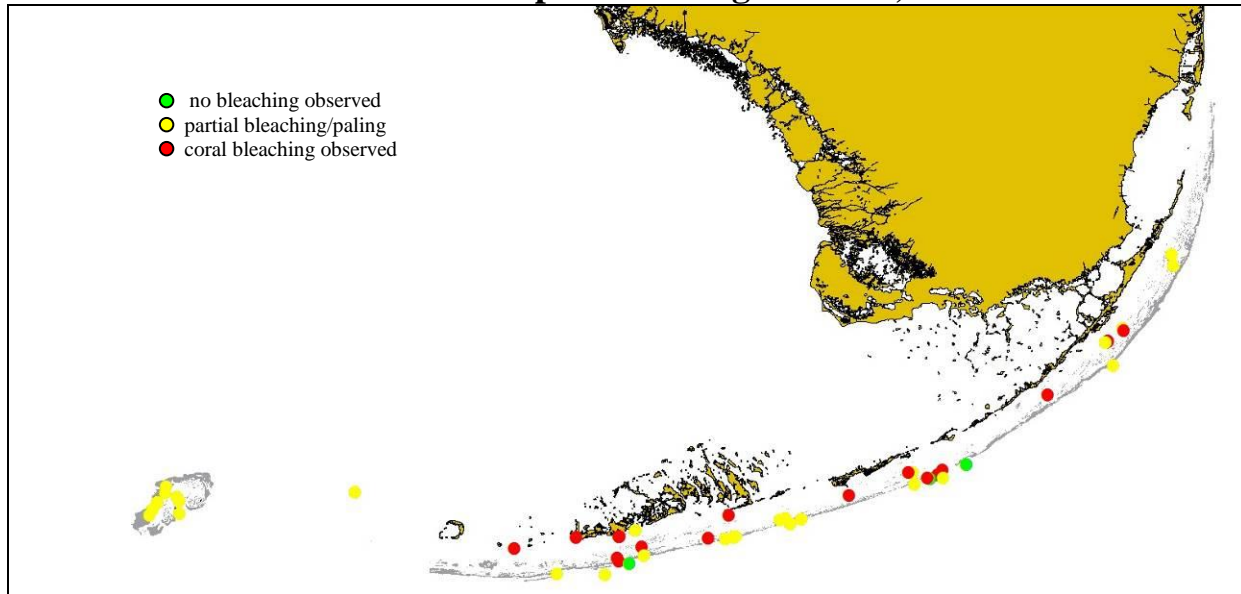 no bleaching observed
partial bleaching/paling
coral bleaching observed